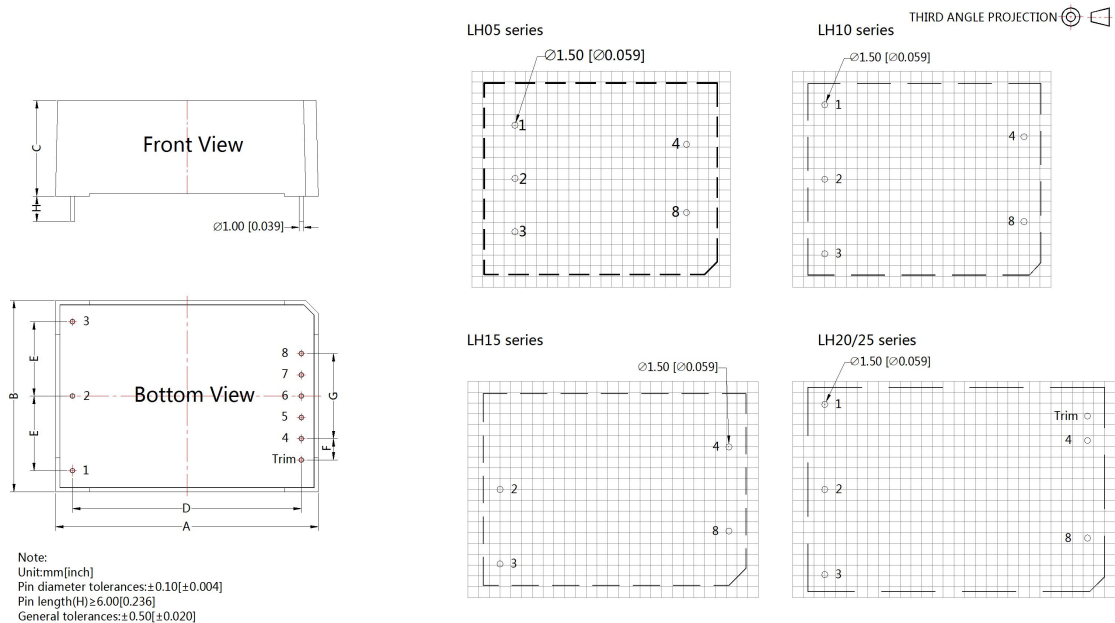 THIRD ANGLE PROJECTION
LH05 series
LH10 series
∅1.50 [∅0.059]
∅1.50 [∅0.059]
1
1
4
4
2
2
8
8
3
3
C
Front View
H
∅1.00 [0.039]
LH15 series
LH20/25 series
∅1.50 [∅0.059]
∅1.50 [∅0.059]
1
Trim
4
4
2
2
8
8
3
3
3
E
8
7
B
2
Bottom View
6
G
5
E
4
F
Trim
1
D
A
Note:
Unit:mm[inch]
Pin diameter tolerances:±0.10[±0.004]
Pin length(H)≥6.00[0.236]
General tolerances:±0.50[±0.020]